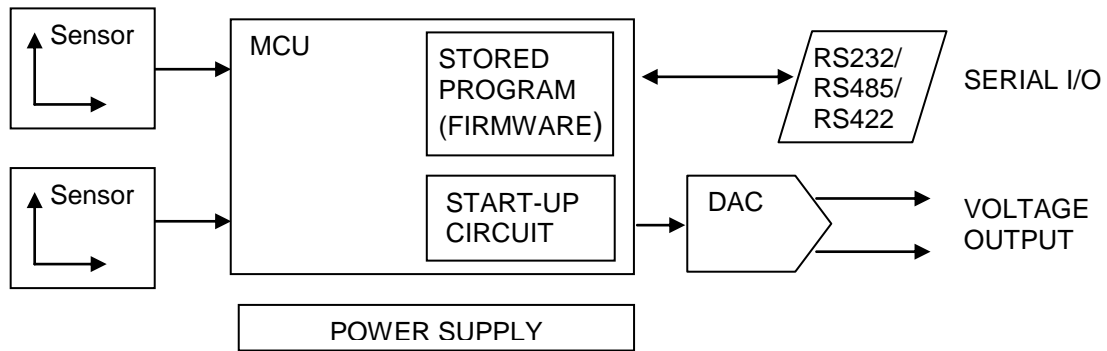 Sensor
MCU
STORED
PROGRAM
(FIRMWARE)
RS232/
RS485/
RS422
SERIAL I/O
Sensor
START-UP
CIRCUIT
DAC
VOLTAGE
OUTPUT
POWER SUPPLY